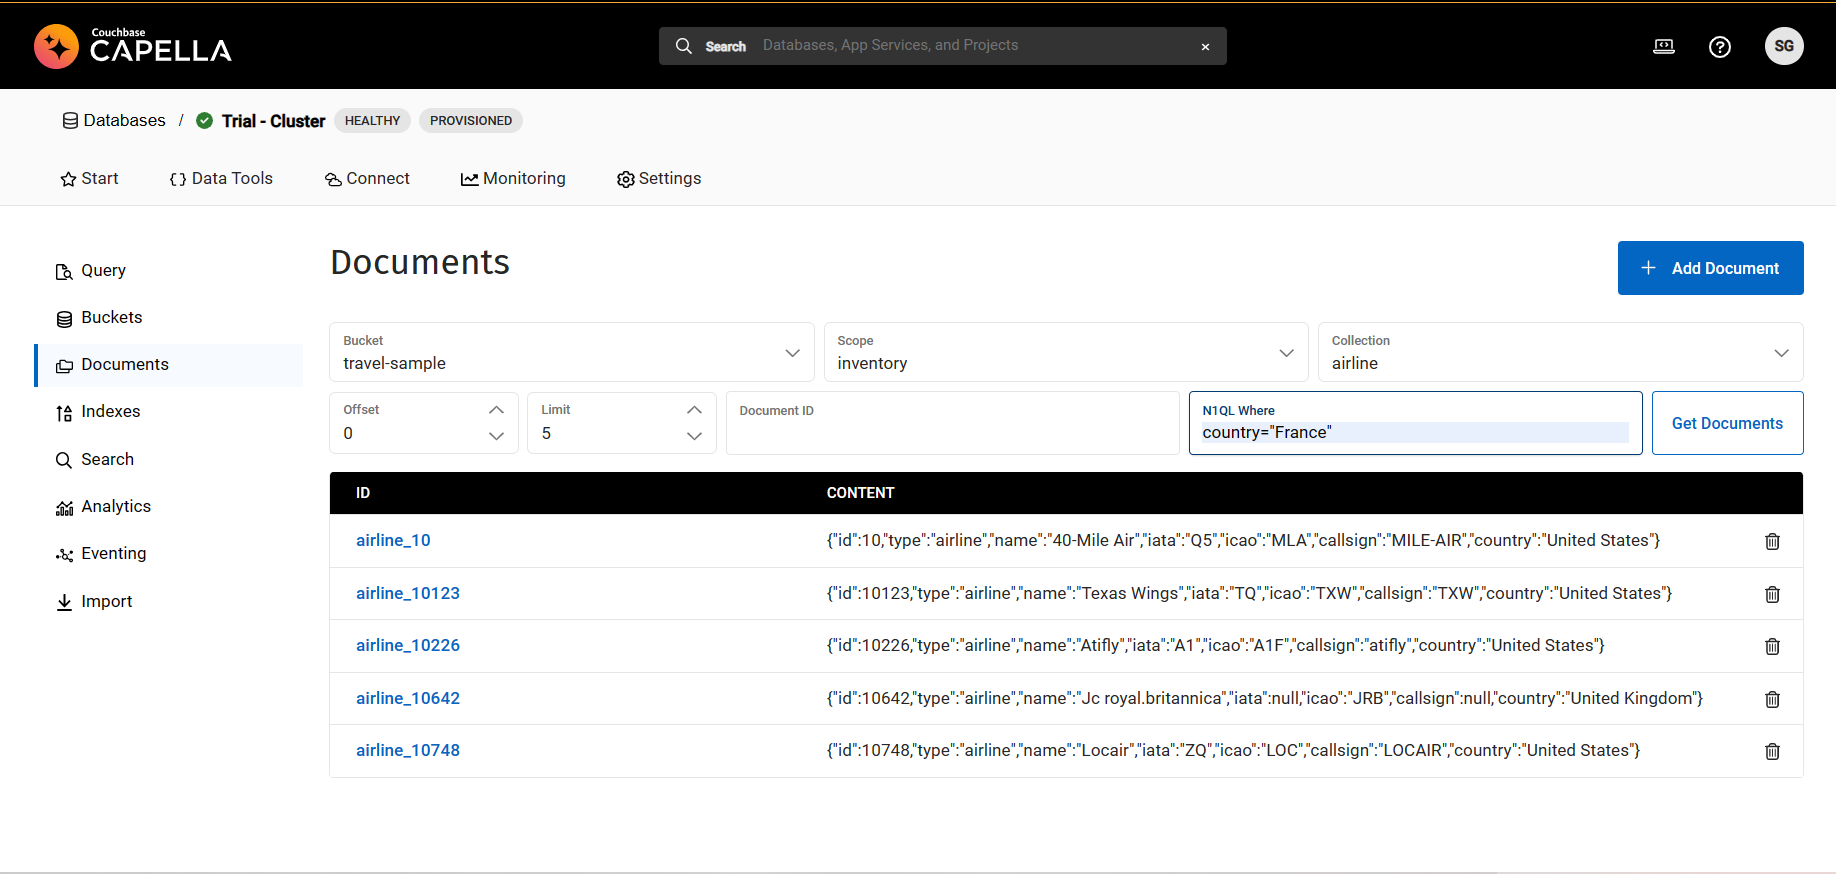 Couchbase
CAPELLA
Search Databases, App Services, and Projects ×
SG
Databases / Trial - Cluster HEALTHY PROVISIONED
Start Data Tools Connect Monitoring Settings
Query
Buckets
Documents
Indexes
Search
Analytics
Eventing
Import
Documents
+ Add Document
Bucket
travel-sample
Scope
inventory
Collection
airline
Offset
0
Limit
5
Document ID
N1QL Where
country="France"
Get Documents
ID CONTENT
airline_10 {"id":10,"type":"airline","name":"40-Mile Air","iata":"Q5","icao":"MLA","callsign":"MILE-AIR","country":"United States"}
airline_10123 {"id":10123,"type":"airline","name":"Texas Wings","iata":"TQ","icao":"TXW","callsign":"TXW","country":"United States"}
airline_10226 {"id":10226,"type":"airline","name":"Atifly","iata":"A1","icao":"A1F","callsign":"atifly","country":"United States"}
airline_10642 {"id":10642,"type":"airline","name":"Jc royal.britannica","iata":null,"icao":"JRB","callsign":null,"country":"United Kingdom"}
airline_10748 {"id":10748,"type":"airline","name":"Locair","iata":"ZQ","icao":"LOC","callsign":"LOCAIR","country":"United States"}